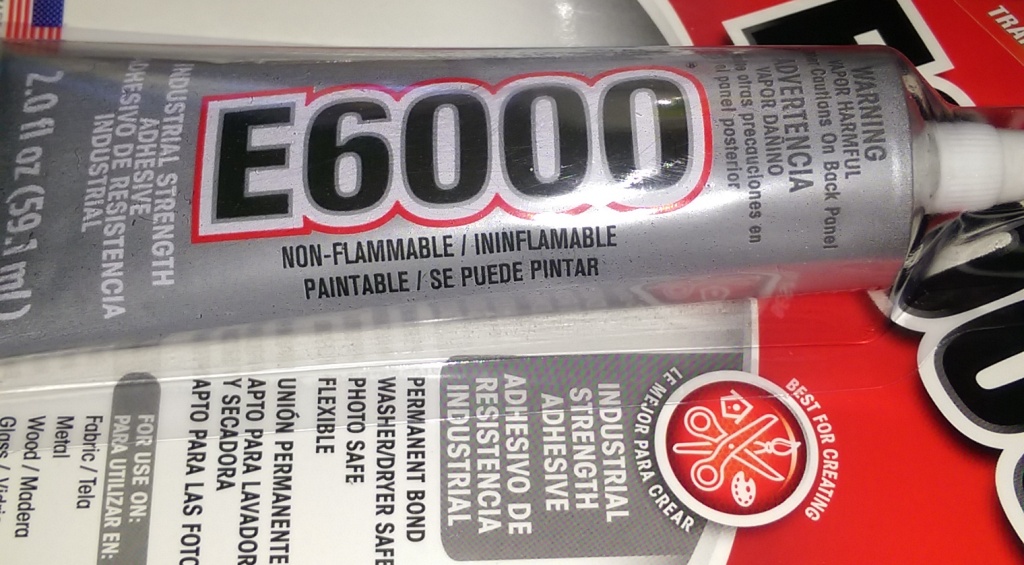 2.0 fl oz (59.1 ml)
INDUSTRIAL STRENGTH
ADHESIVE
ADHESIVO DE RESISTENCIA
INDUSTRIAL
E6000
NON-FLAMMABLE / ININFLAMABLE
PAINTABLE / SE PUEDE PINTAR
WARNING
VAPOR HARMFUL
Cautions On Back Panel
ADVERTENCIA
VAPOR DAÑINO
otras precauciones en
el panel posterior
INDUSTRIAL
STRENGTH
ADHESIVE
ADHESIVO DE
RESISTENCIA
INDUSTRIAL
PERMANENT BOND
WASHER/DRYER SAFE
PHOTO SAFE
FLEXIBLE
UNIÓN PERMANENTE
APTO PARA LAVADOR
Y SECADORA
APTO PARA LAS FOTO
FOR USE ON:
PARA UTILIZAR EN:
Fabric / Tela
Metal
Wood / Madera
Glass / Vidrio
BEST FOR CREATING
LE MEJOR PARA CREAR